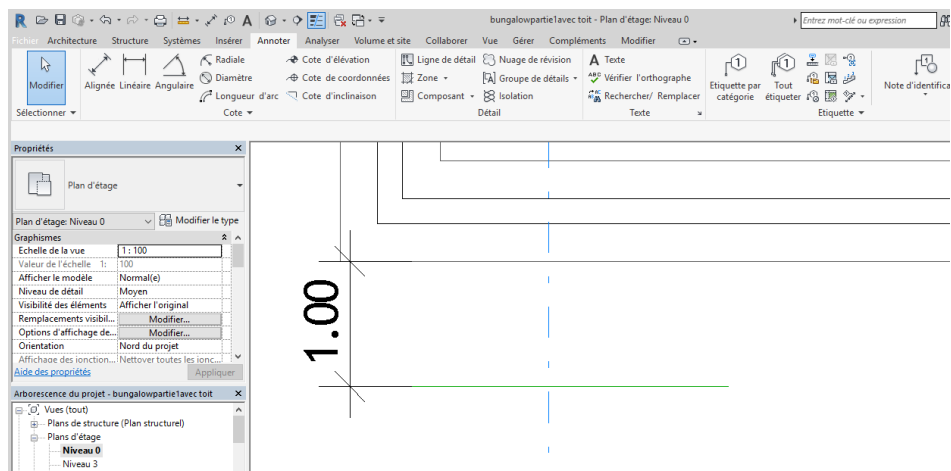 bungalowpartie1avec toit - Plan d'étage: Niveau 0
Entrez mot-clé ou expression
Fichier Architecture Structure Systèmes Insérer Annoter Analyser Volume et site Collaborer Vue Gérer Compléments Modifier
Modifier
Sélectionner
Alignée Linéaire Angulaire
Radiale
Diamètre
Longueur d'arc
Cote d'élévation
Cote de coordonnées
Cote d'inclinaison
Cote
Ligne de détail
Zone
Composant
Nuage de révision
Groupe de détails
Isolation
Détail
A Texte
ABC Vérifier l'orthographe
Rechercher/ Remplacer
Texte
Etiquette par catégorie
Tout étiqueter
Etiquette
Note d'identifica
Propriétés
Plan d'étage
Plan d'étage: Niveau 0
Modifier le type
Graphismes
Echelle de la vue 1 : 100
Valeur de l'échelle 1: 100
Afficher le modèle Normal(e)
Niveau de détail Moyen
Visibilité des éléments Afficher l'original
Remplacements visibil... Modifier...
Options d'affichage de... Modifier...
Orientation Nord du projet
Affichage des jonction... Nettoyer toutes les jonc...
Aide des propriétés
Appliquer
Arborescence du projet - bungalowpartie1avec toit
Vues (tout)
Plans de structure (Plan structurel)
Plans d'étage
Niveau 0
Niveau 3
1.00